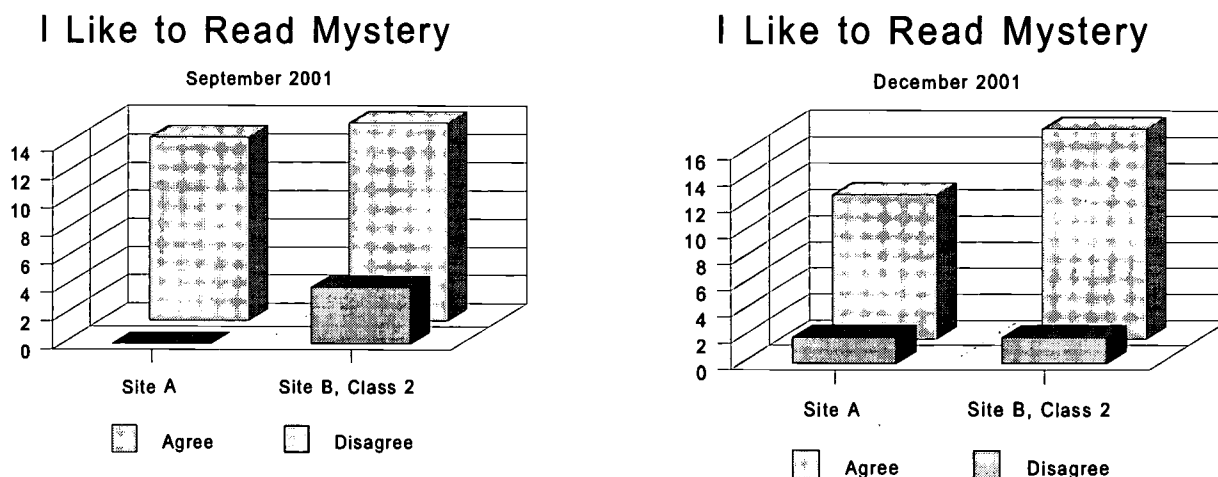 I Like to Read Mystery
September 2001
14
12
10
8
6
4
2
0
Site A
Site B, Class 2
Agree
Disagree
I Like to Read Mystery
December 2001
16
14
12
10
8
6
4
2
0
Site A
Site B, Class 2
Agree
Disagree